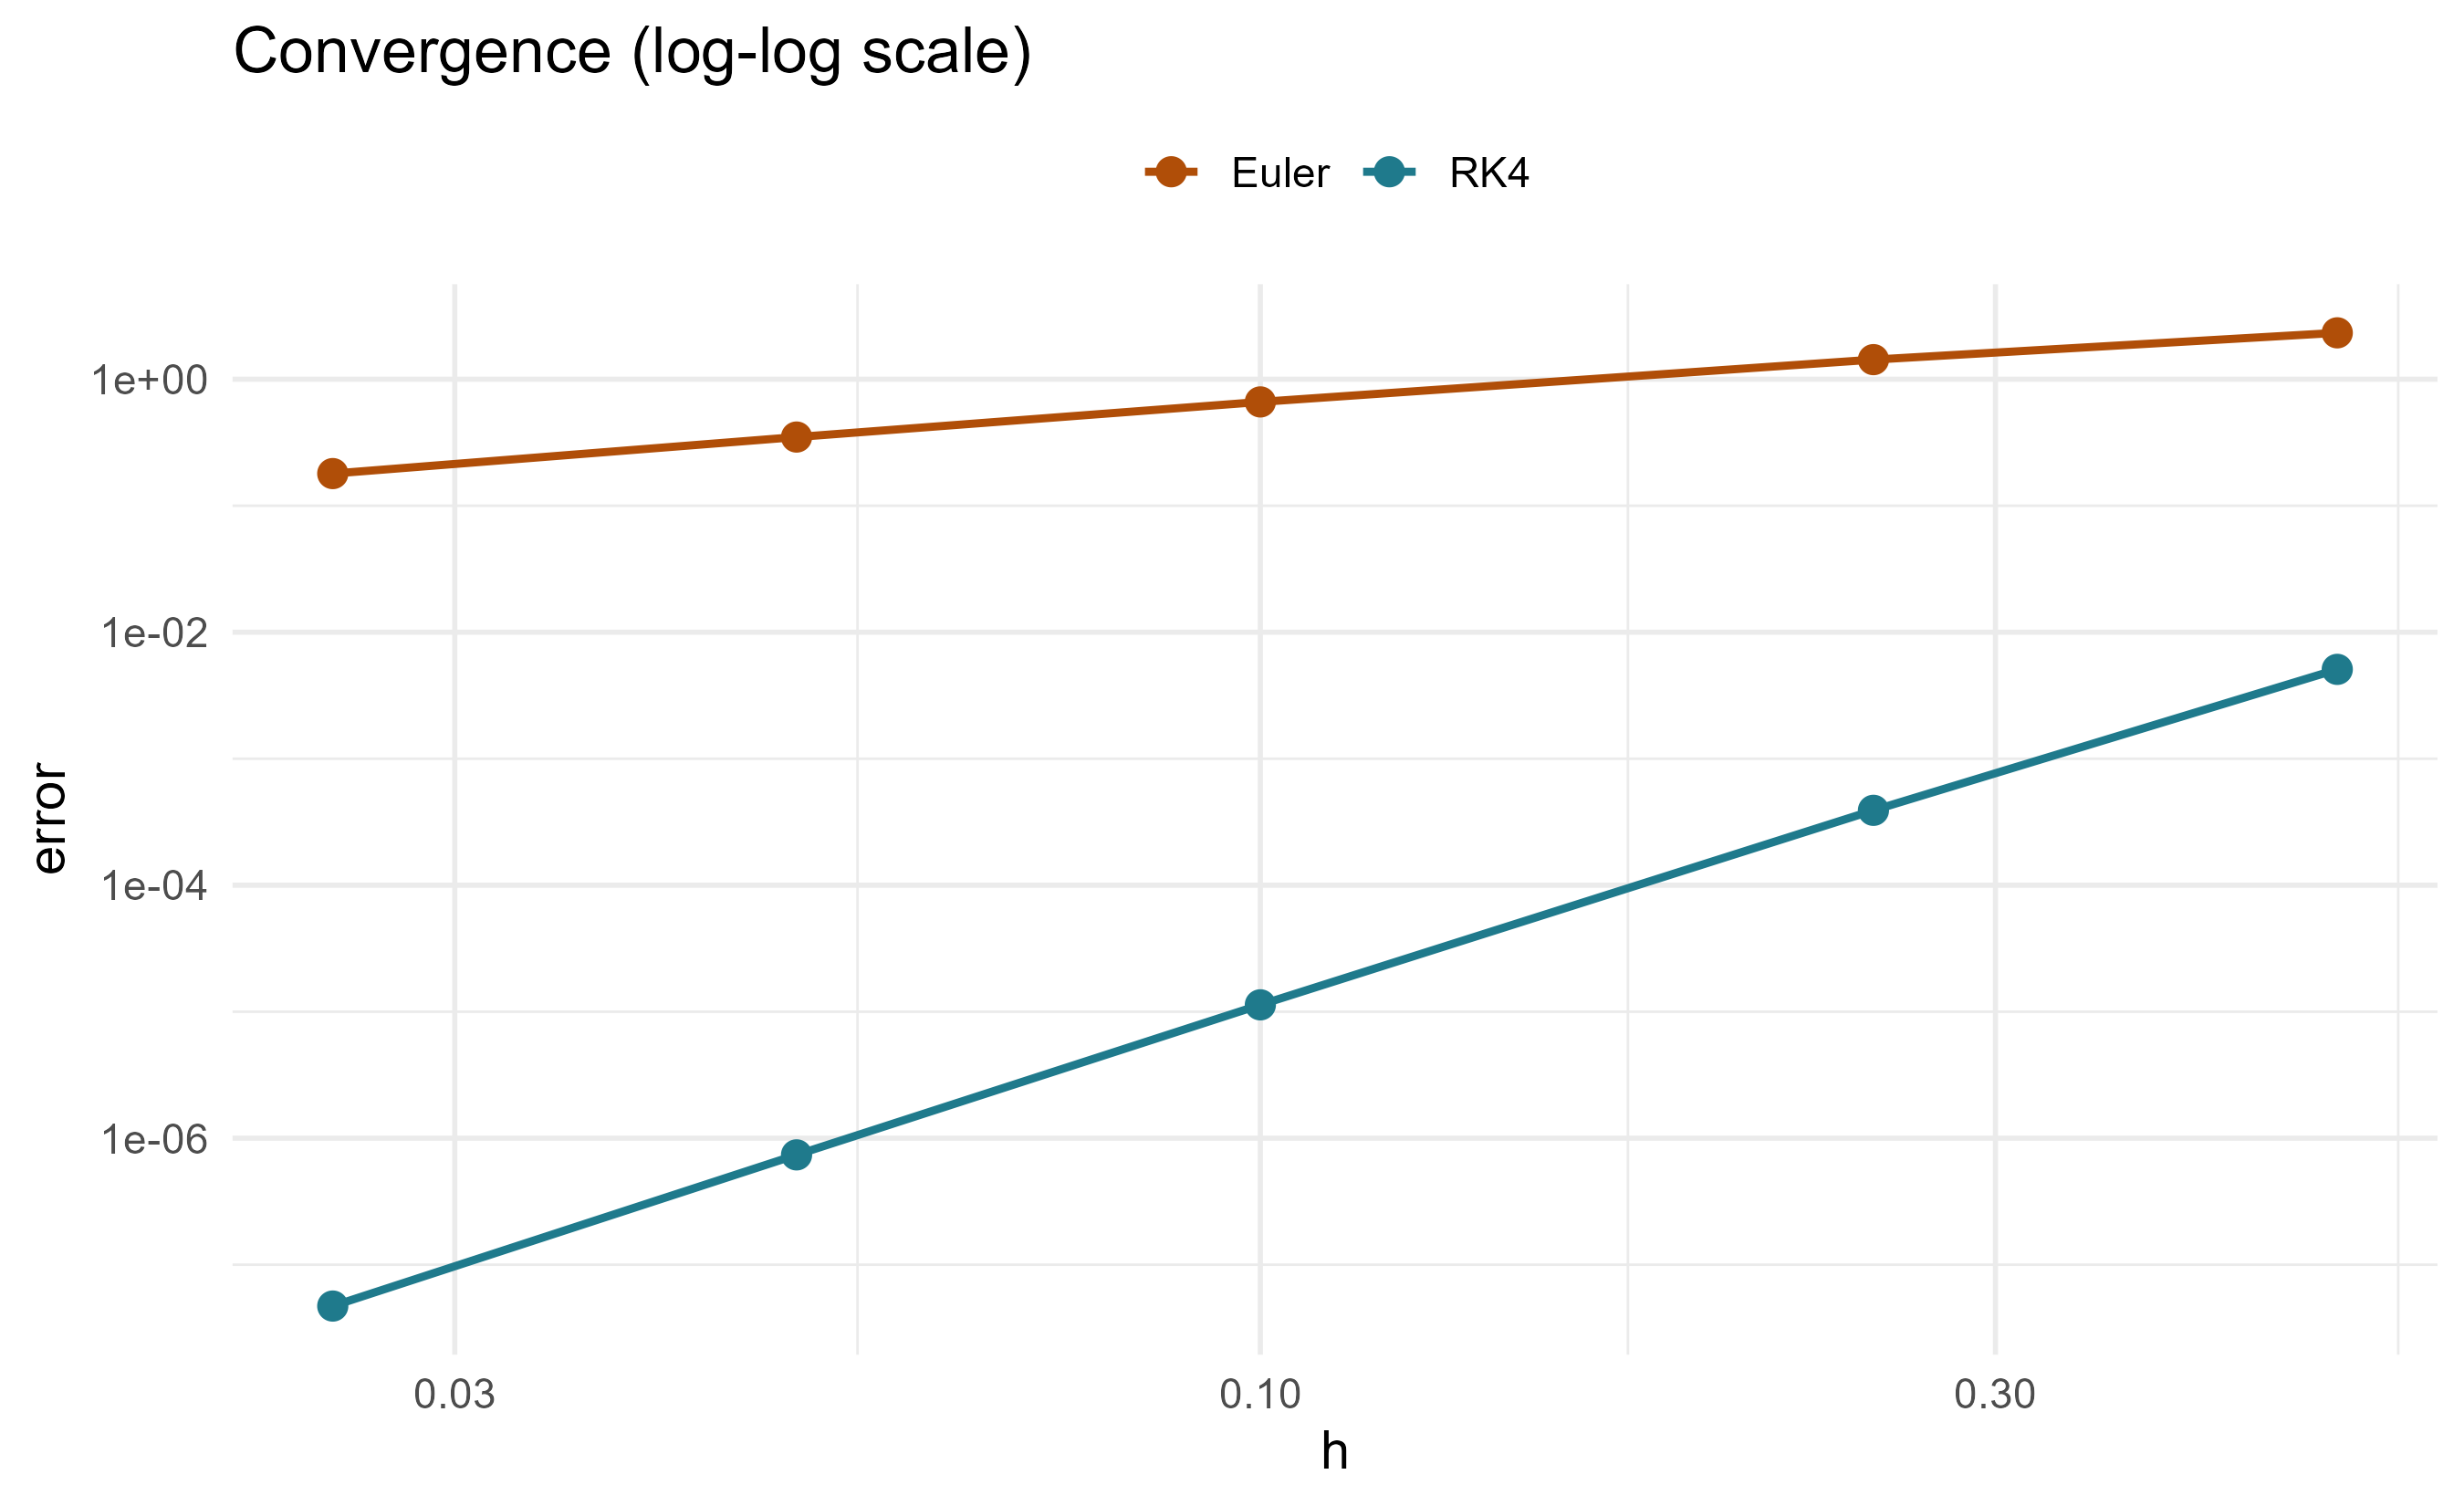 Convergence (log-log scale)
Euler RK4
1e+00
1e-02
1e-04
1e-06
error
0.03 0.10 0.30
h